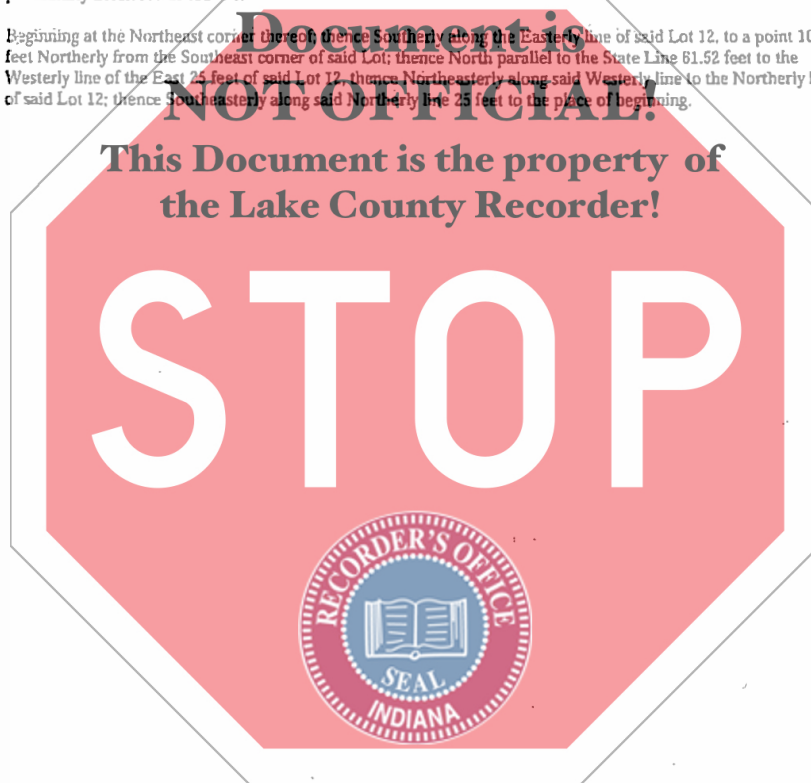 Document is
Beginning at the Northeast corner thereof; thence Southerly along the Easterly line of said Lot 12, to a point 10
feet Northerly from the Southeast corner of said Lot; thence North parallel to the State Line 61.52 feet to the
Westerly line of the East 25 feet of said Lot 12, thence Northeasterly along said Westerly line to the Northerly
of said Lot 12; thence Southeasterly along said Northerly line 25 feet to the place of beginning.
NOT OFFICIAL!
This Document is the property of
the Lake County Recorder!
STOP
RECORDER'S OFFICE
SEAL
INDIANA